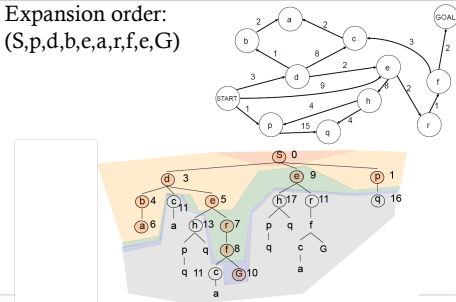 Expansion order:
(S,p,d,b,e,a,r,f,e,G)
GOAL
a
2
2
b
c
3
2
1
8
2
e
f
3
d
9
8
2
START
h
1
4
1
4
p
15
q
r
S 0
d 3
e 9
p 1
b 4
c 11
e 5
h 17
r 11
q 16
a 6
a
h 13
r 7
p
q
f
p
q
f 8
q
c
G
q
11
c
G 10
a
a